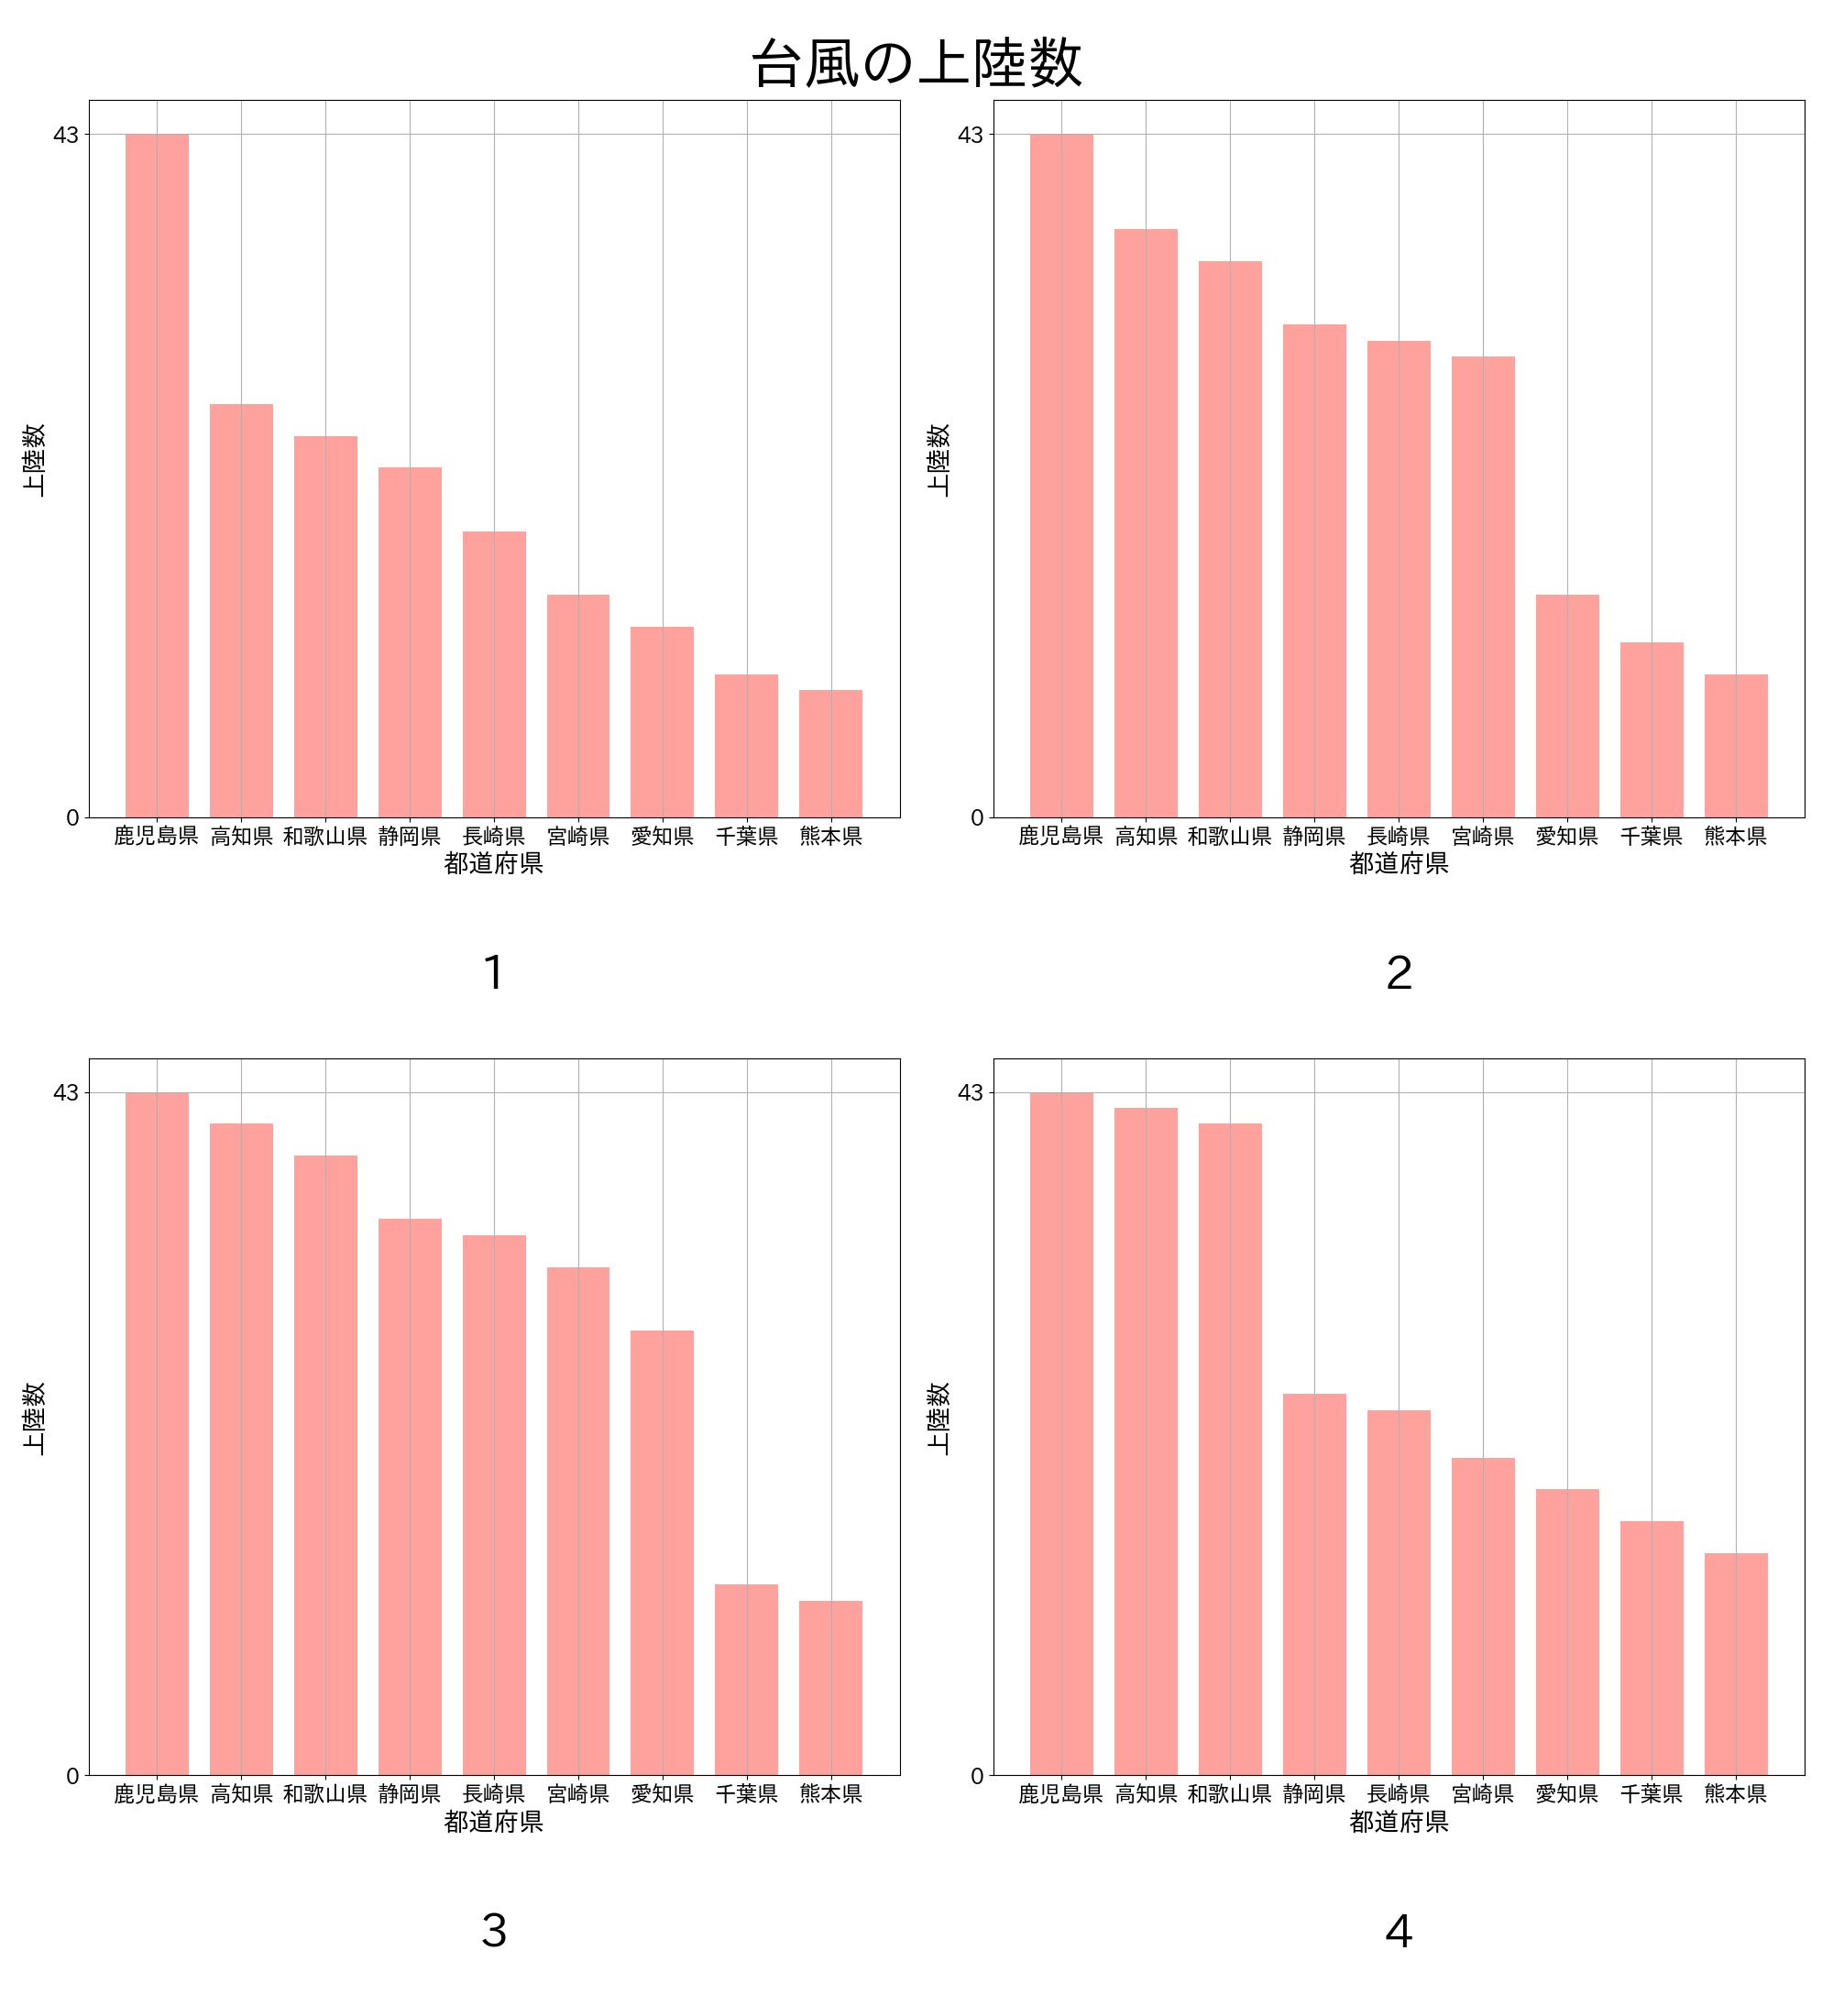 台風の上陸数
43
0
上陸数
鹿児島県 高知県 和歌山県 静岡県 長崎県 宮崎県 愛知県 千葉県 熊本県
都道府県
1
43
0
上陸数
鹿児島県 高知県 和歌山県 静岡県 長崎県 宮崎県 愛知県 千葉県 熊本県
都道府県
2
43
0
上陸数
鹿児島県 高知県 和歌山県 静岡県 長崎県 宮崎県 愛知県 千葉県 熊本県
都道府県
3
43
0
上陸数
鹿児島県 高知県 和歌山県 静岡県 長崎県 宮崎県 愛知県 千葉県 熊本県
都道府県
4